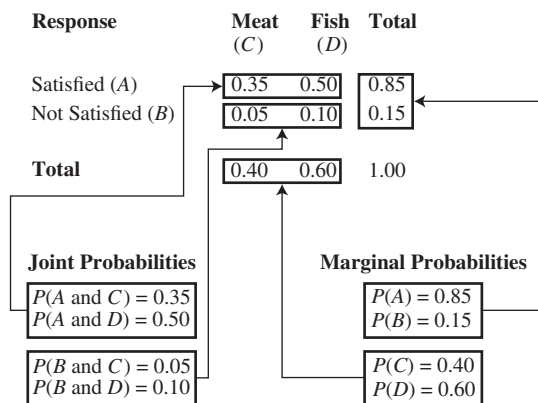 Response Meat Fish Total
(C) (D)
Satisfied (A) 0.35 0.50 0.85
Not Satisfied (B) 0.05 0.10 0.15
Total 0.40 0.60 1.00
Joint Probabilities Marginal Probabilities
P(A and C) = 0.35 P(A) = 0.85
P(A and D) = 0.50 P(B) = 0.15
P(B and C) = 0.05 P(C) = 0.40
P(B and D) = 0.10 P(D) = 0.60